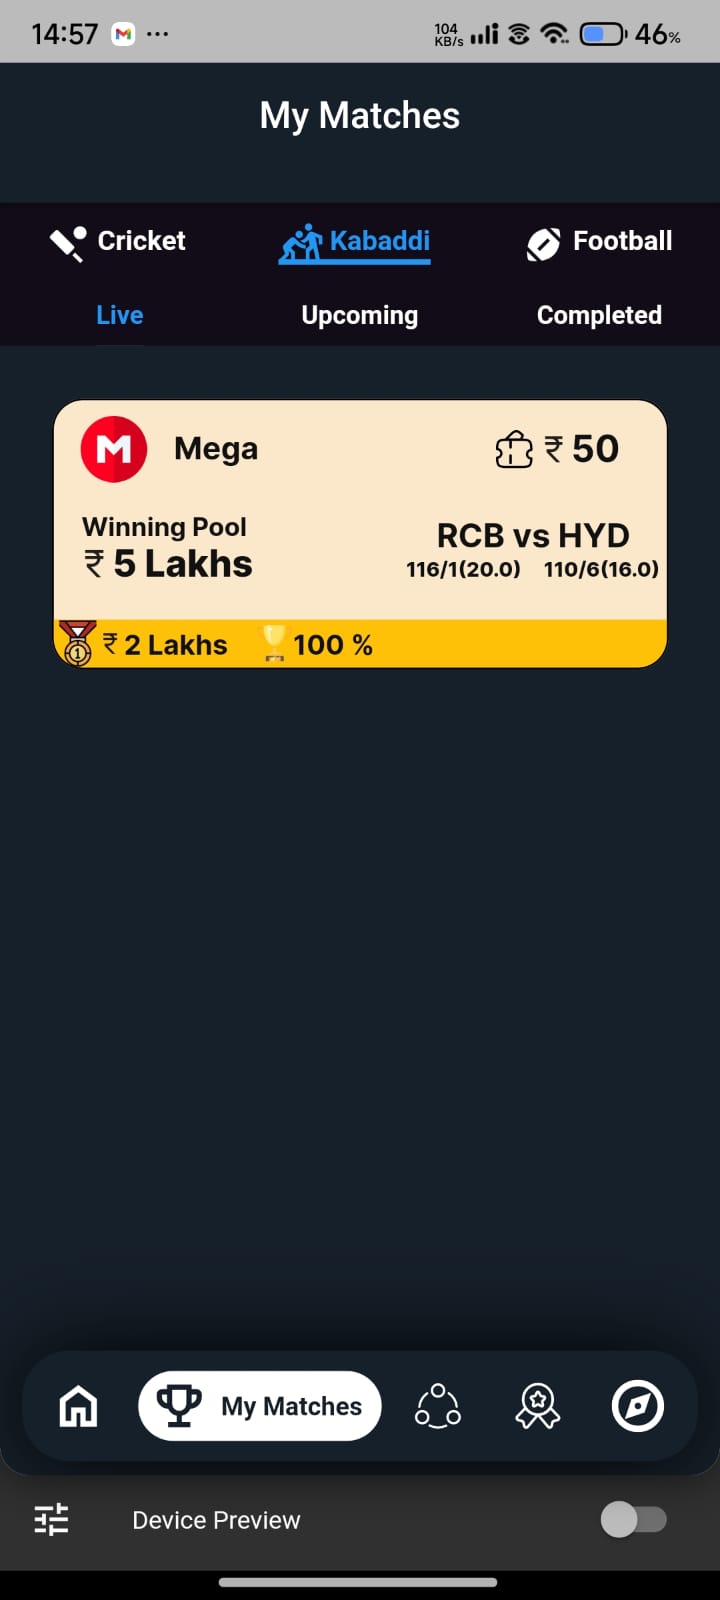 14:57 M ··· 104 KB/s 46%
My Matches
Cricket Kabaddi Football
Live Upcoming Completed
M Mega ₹ 50
Winning Pool
RCB vs HYD
₹ 5 Lakhs
116/1(20.0) 110/6(16.0)
1 ₹ 2 Lakhs 100 %
My Matches
Device Preview